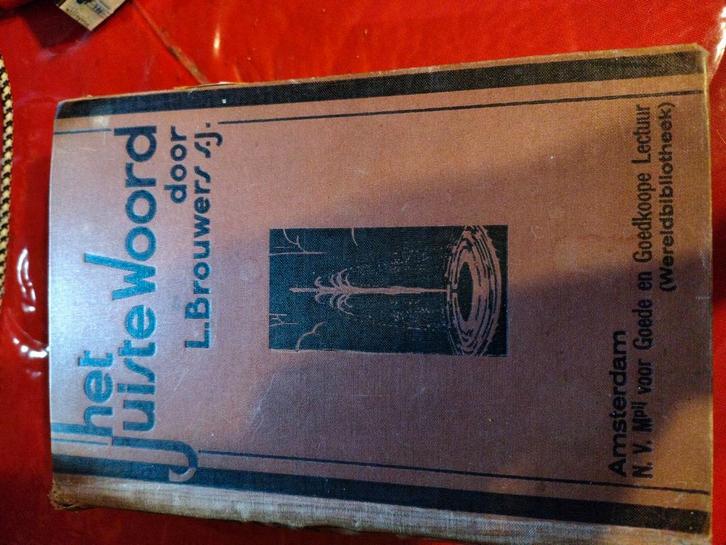 het
Juiste Woord
door
L. Brouwers s.j.
Amsterdam
N. V. Mpij voor Goede en Goedkoope Lectuur
(Wereldbibliotheek)